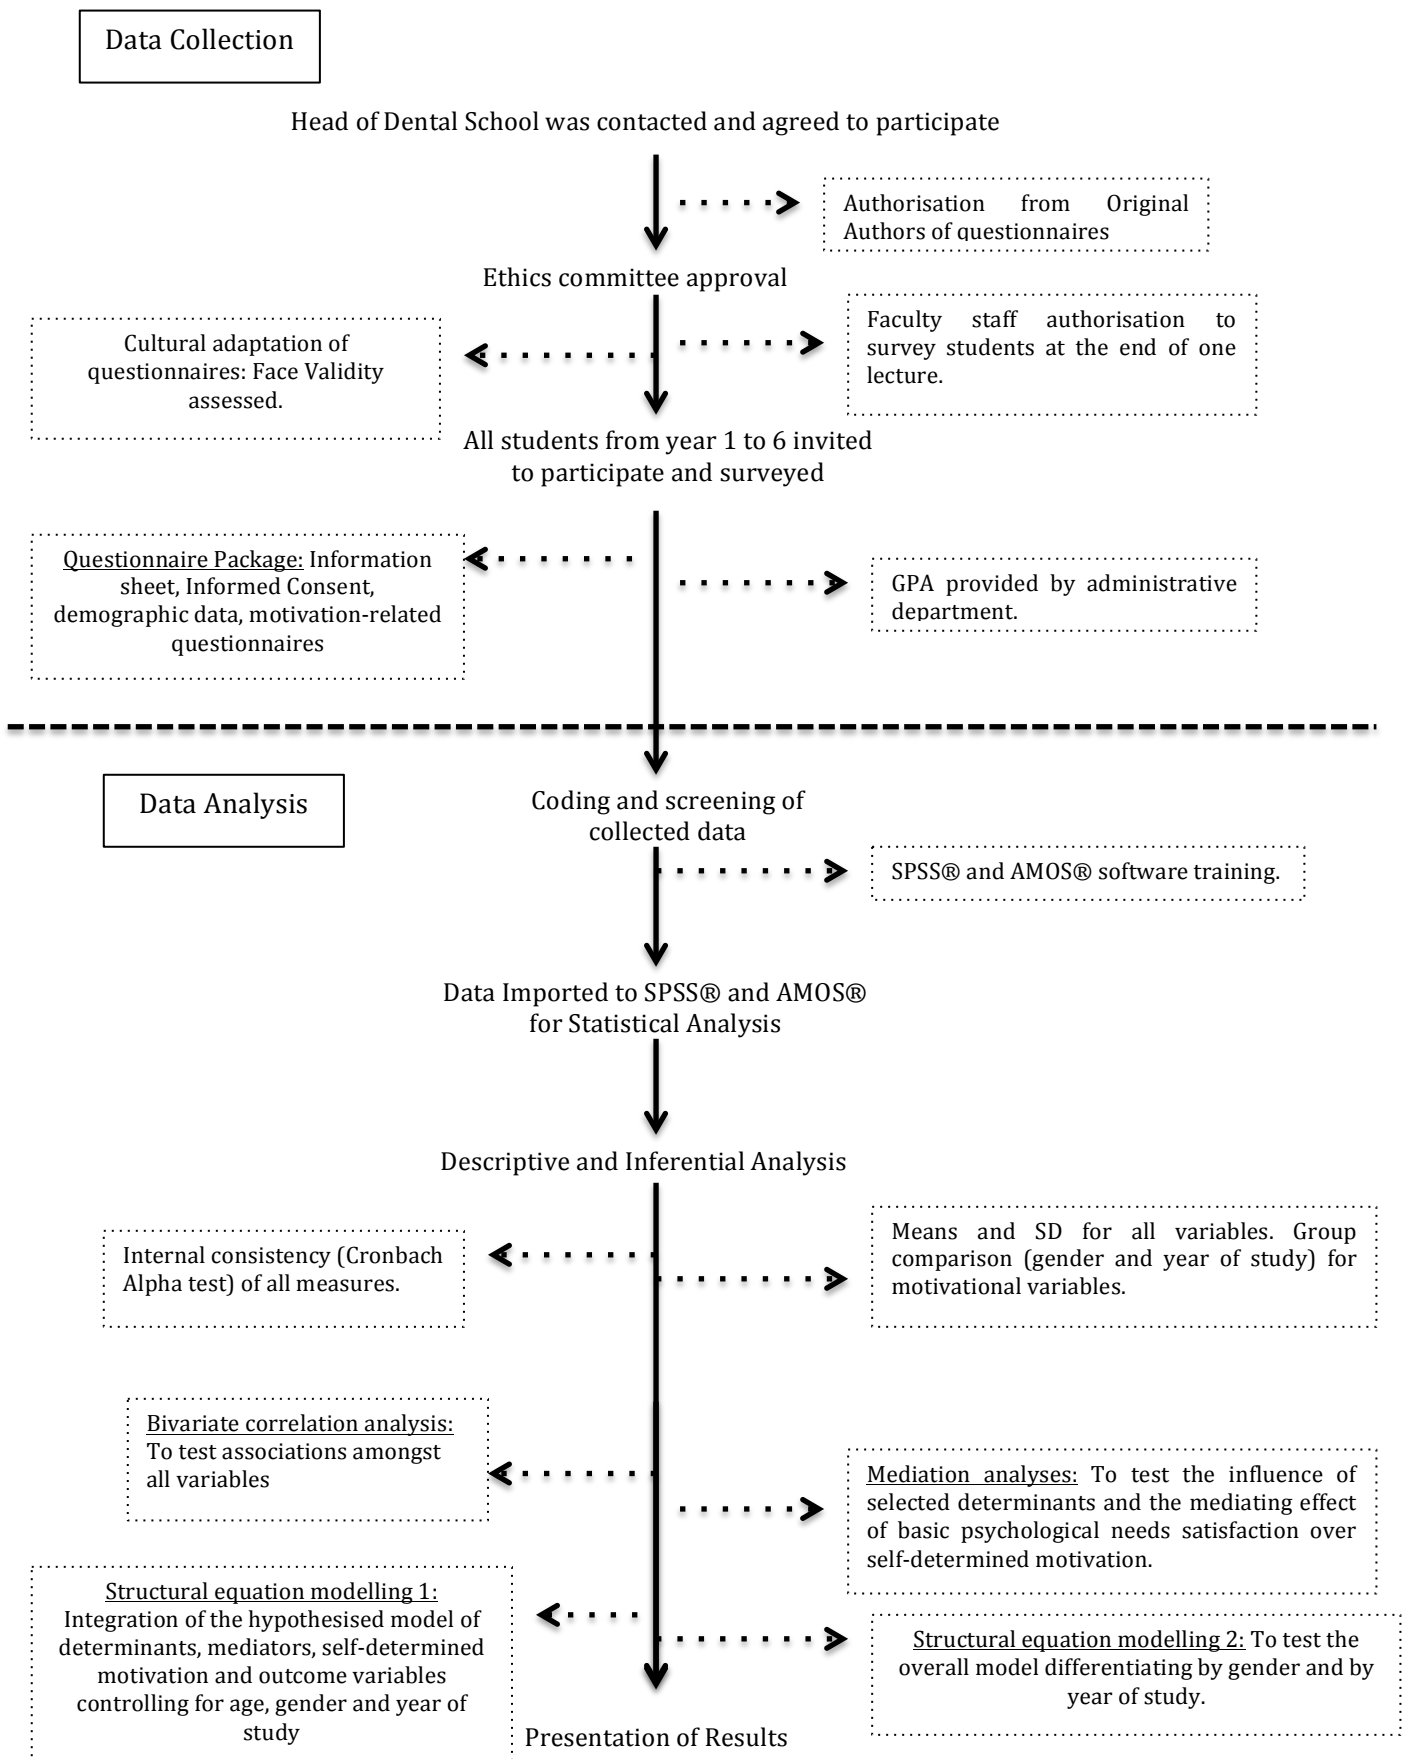 Data Collection
Head of Dental School was contacted and agreed to participate
Authorisation from Original
Authors of questionnaires
Ethics committee approval
Cultural adaptation of
questionnaires: Face Validity
assessed.
Faculty staff authorisation to
survey students at the end of one
lecture.
All students from year 1 to 6 invited
to participate and surveyed
Questionnaire Package: Information
sheet, Informed Consent,
demographic data, motivation-related
questionnaires
GPA provided by administrative
department.
Data Analysis
Coding and screening of
collected data
SPSS® and AMOS® software training.
Data Imported to SPSS® and AMOS®
for Statistical Analysis
Descriptive and Inferential Analysis
Internal consistency (Cronbach
Alpha test) of all measures.
Means and SD for all variables. Group
comparison (gender and year of study) for
motivational variables.
Bivariate correlation analysis:
To test associations amongst
all variables
Mediation analyses: To test the influence of
selected determinants and the mediating effect
of basic psychological needs satisfaction over
self-determined motivation.
Structural equation modelling 1:
Integration of the hypothesised model of
determinants, mediators, self-determined
motivation and outcome variables
controlling for age, gender and year of
study
Structural equation modelling 2: To test the
overall model differentiating by gender and by
year of study.
Presentation of Results